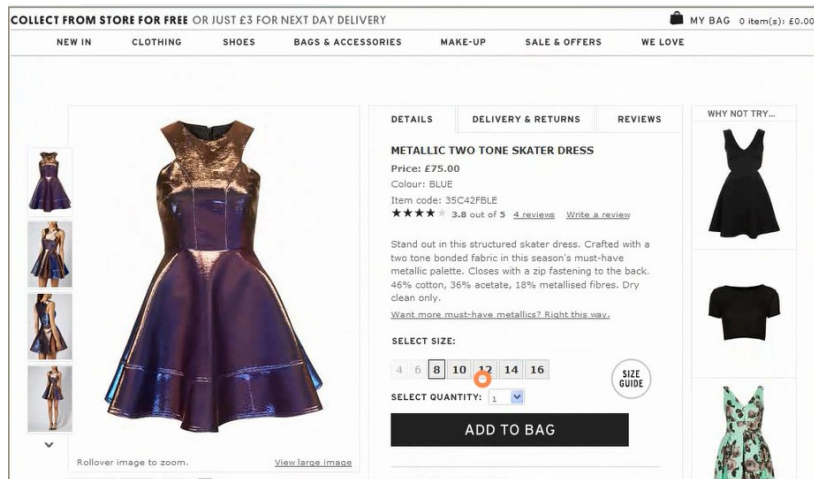 COLLECT FROM STORE FOR FREE OR JUST £3 FOR NEXT DAY DELIVERY
MY BAG 0 item(s): £0.00
NEW IN CLOTHING SHOES BAGS & ACCESSORIES MAKE-UP SALE & OFFERS WE LOVE
DETAILS DELIVERY & RETURNS REVIEWS
METALLIC TWO TONE SKATER DRESS
Price: £75.00
Colour: BLUE
Item code: 35C42FBLE
3.8 out of 5 4 reviews Write a review
Stand out in this structured skater dress. Crafted with a
two tone bonded fabric in this season's must-have
metallic palette. Closes with a zip fastening to the back.
46% cotton, 36% acetate, 18% metallised fibres. Dry
clean only.
Want more must-have metallics? Right this way.
SELECT SIZE:
4 6 8 10 12 14 16
SIZE
GUIDE
SELECT QUANTITY: 1
ADD TO BAG
Rollover image to zoom. View large image
WHY NOT TRY...